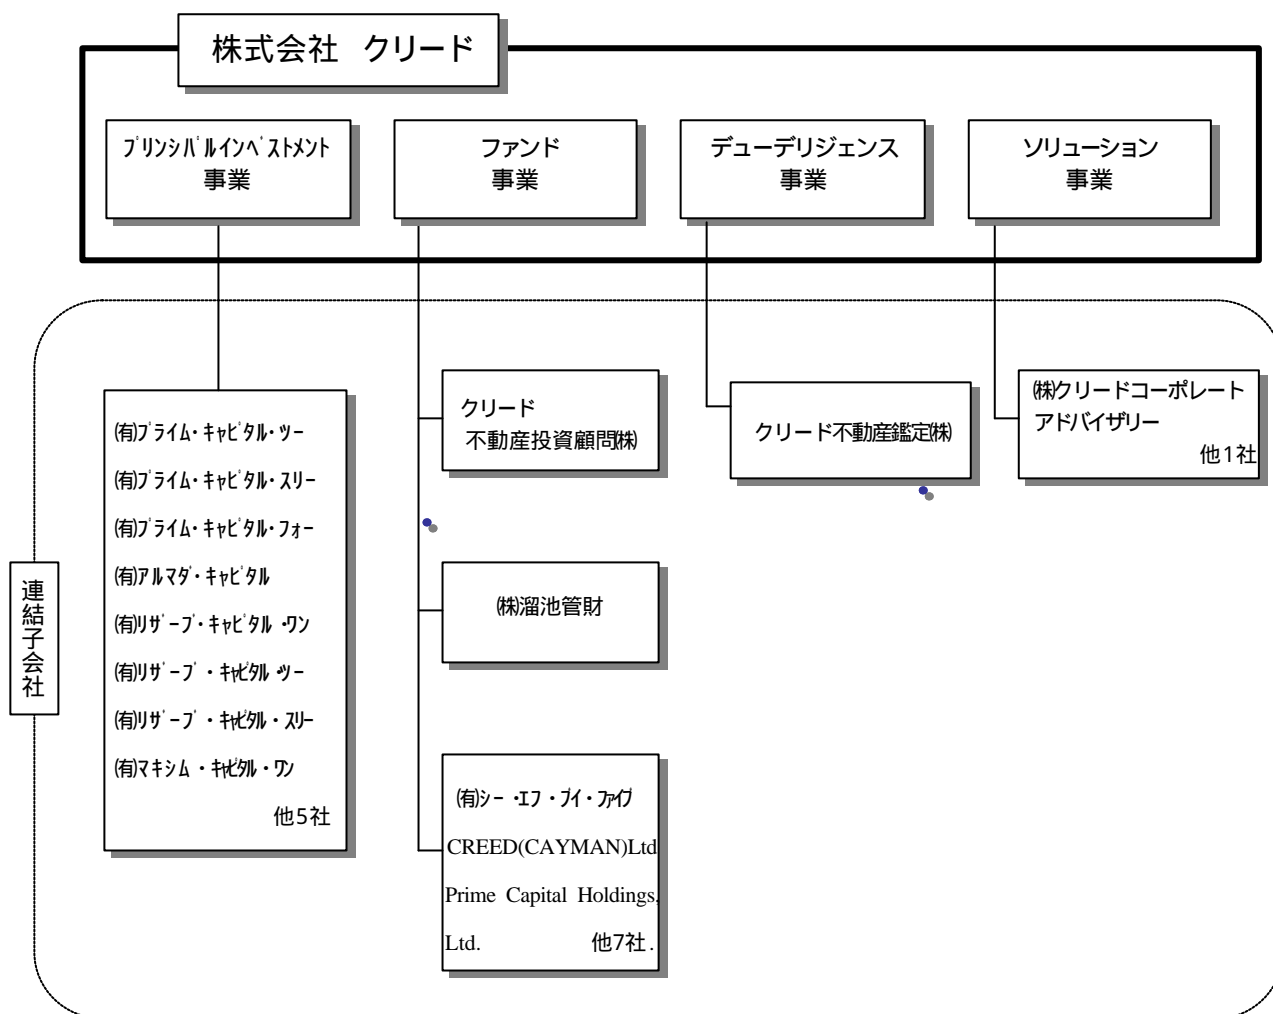 株式会社 クリード
ﾌﾟﾘﾝｼﾊﾟﾙｲﾝﾍﾞｽﾄﾒﾝﾄ
事業
ファンド
事業
デューデリジェンス
事業
ソリューション
事業
連結子会社
㈲ﾌﾟﾗｲﾑ・ｷｬﾋﾟﾀﾙ・ﾂｰ
㈲ﾌﾟﾗｲﾑ・ｷｬﾋﾟﾀﾙ・ｽﾘｰ
㈲ﾌﾟﾗｲﾑ・ｷｬﾋﾟﾀﾙ・ﾌｫｰ
㈲ｱﾙﾏﾀﾞ・ｷｬﾋﾟﾀﾙ
㈲ﾘｻﾞｰﾌﾞ・ｷｬﾋﾟﾀﾙ・ﾜﾝ
㈲ﾘｻﾞｰﾌﾞ・ｷｬﾋﾟﾀﾙ・ﾂｰ
㈲ﾘｻﾞｰﾌﾞ・ｷｬﾋﾟﾀﾙ・ｽﾘｰ
㈲ﾏｷｼﾑ・ｷｬﾋﾟﾀﾙ・ﾜﾝ
他5社
クリード
不動産投資顧問㈱
㈱溜池管財
㈲ｼｰ・ｴﾌ・ﾌﾞｲ・ﾌｧｲﾌﾞ
CREED(CAYMAN)Ltd
Prime Capital Holdings,
Ltd. 他7社.
クリード不動産鑑定㈱
㈱クリードコーポレート
アドバイザリー
他1社